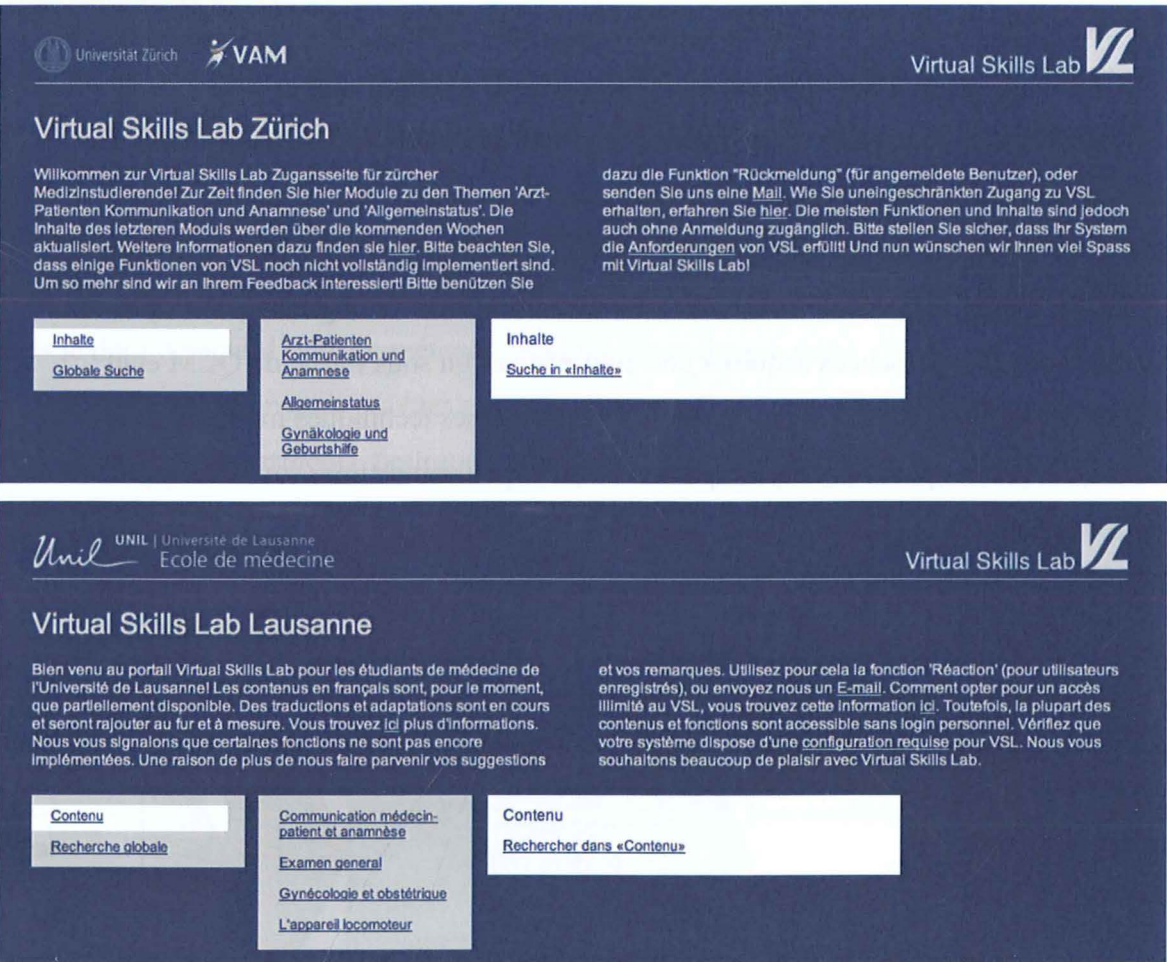 Universität Zürich VAM
Virtual Skills Lab
Virtual Skills Lab Zürich
Willkommen zur Virtual Skills Lab Zugansseite für zürcher
Medizinstudierende! Zur Zeit finden Sie hier Module zu den Themen 'Arzt-
Patienten Kommunikation und Anamnese' und 'Allgemeinstatus'. Die
Inhalte des letzteren Moduls werden über die kommenden Wochen
aktualisiert. Weitere Informationen dazu finden sie hier. Bitte beachten Sie,
dass einige Funktionen von VSL noch nicht vollständig implementiert sind.
Um so mehr sind wir an Ihrem Feedback interessiert! Bitte benützen Sie
dazu die Funktion "Rückmeldung" (für angemeldete Benutzer), oder
senden Sie uns eine Mail. Wie Sie uneingeschränkten Zugang zu VSL
erhalten, erfahren Sie hier. Die meisten Funktionen und Inhalte sind jedoch
auch ohne Anmeldung zugänglich. Bitte stellen Sie sicher, dass Ihr System
die Anforderungen von VSL erfüllt! Und nun wünschen wir Ihnen viel Spass
mit Virtual Skills Lab!
Inhalte
Globale Suche
Arzt-Patienten
Kommunikation und
Anamnese
Allgemeinstatus
Gynäkologie und
Geburtshilfe
Inhalte
Suche in «Inhalte»
Unil UNIL | Université de Lausanne
Ecole de médecine
Virtual Skills Lab
Virtual Skills Lab Lausanne
Bien venu au portail Virtual Skills Lab pour les étudiants de médecine de
l'Université de Lausanne! Les contenus en français sont, pour le moment,
que partiellement disponible. Des traductions et adaptations sont en cours
et seront rajouter au fur et à mesure. Vous trouvez ici plus d'informations.
Nous vous signalons que certaines fonctions ne sont pas encore
implémentées. Une raison de plus de nous faire parvenir vos suggestions
et vos remarques. Utilisez pour cela la fonction 'Réaction' (pour utilisateurs
enregistrés), ou envoyez nous un E-mail. Comment opter pour un accès
illimité au VSL, vous trouvez cette information ici. Toutefois, la plupart des
contenus et fonctions sont accessible sans login personnel. Vérifiez que
votre système dispose d'une configuration requise pour VSL. Nous vous
souhaitons beaucoup de plaisir avec Virtual Skills Lab.
Contenu
Recherche globale
Communication médecin-
patient et anamnèse
Examen general
Gynécologie et obstétrique
L'appareil locomoteur
Contenu
Rechercher dans «Contenu»